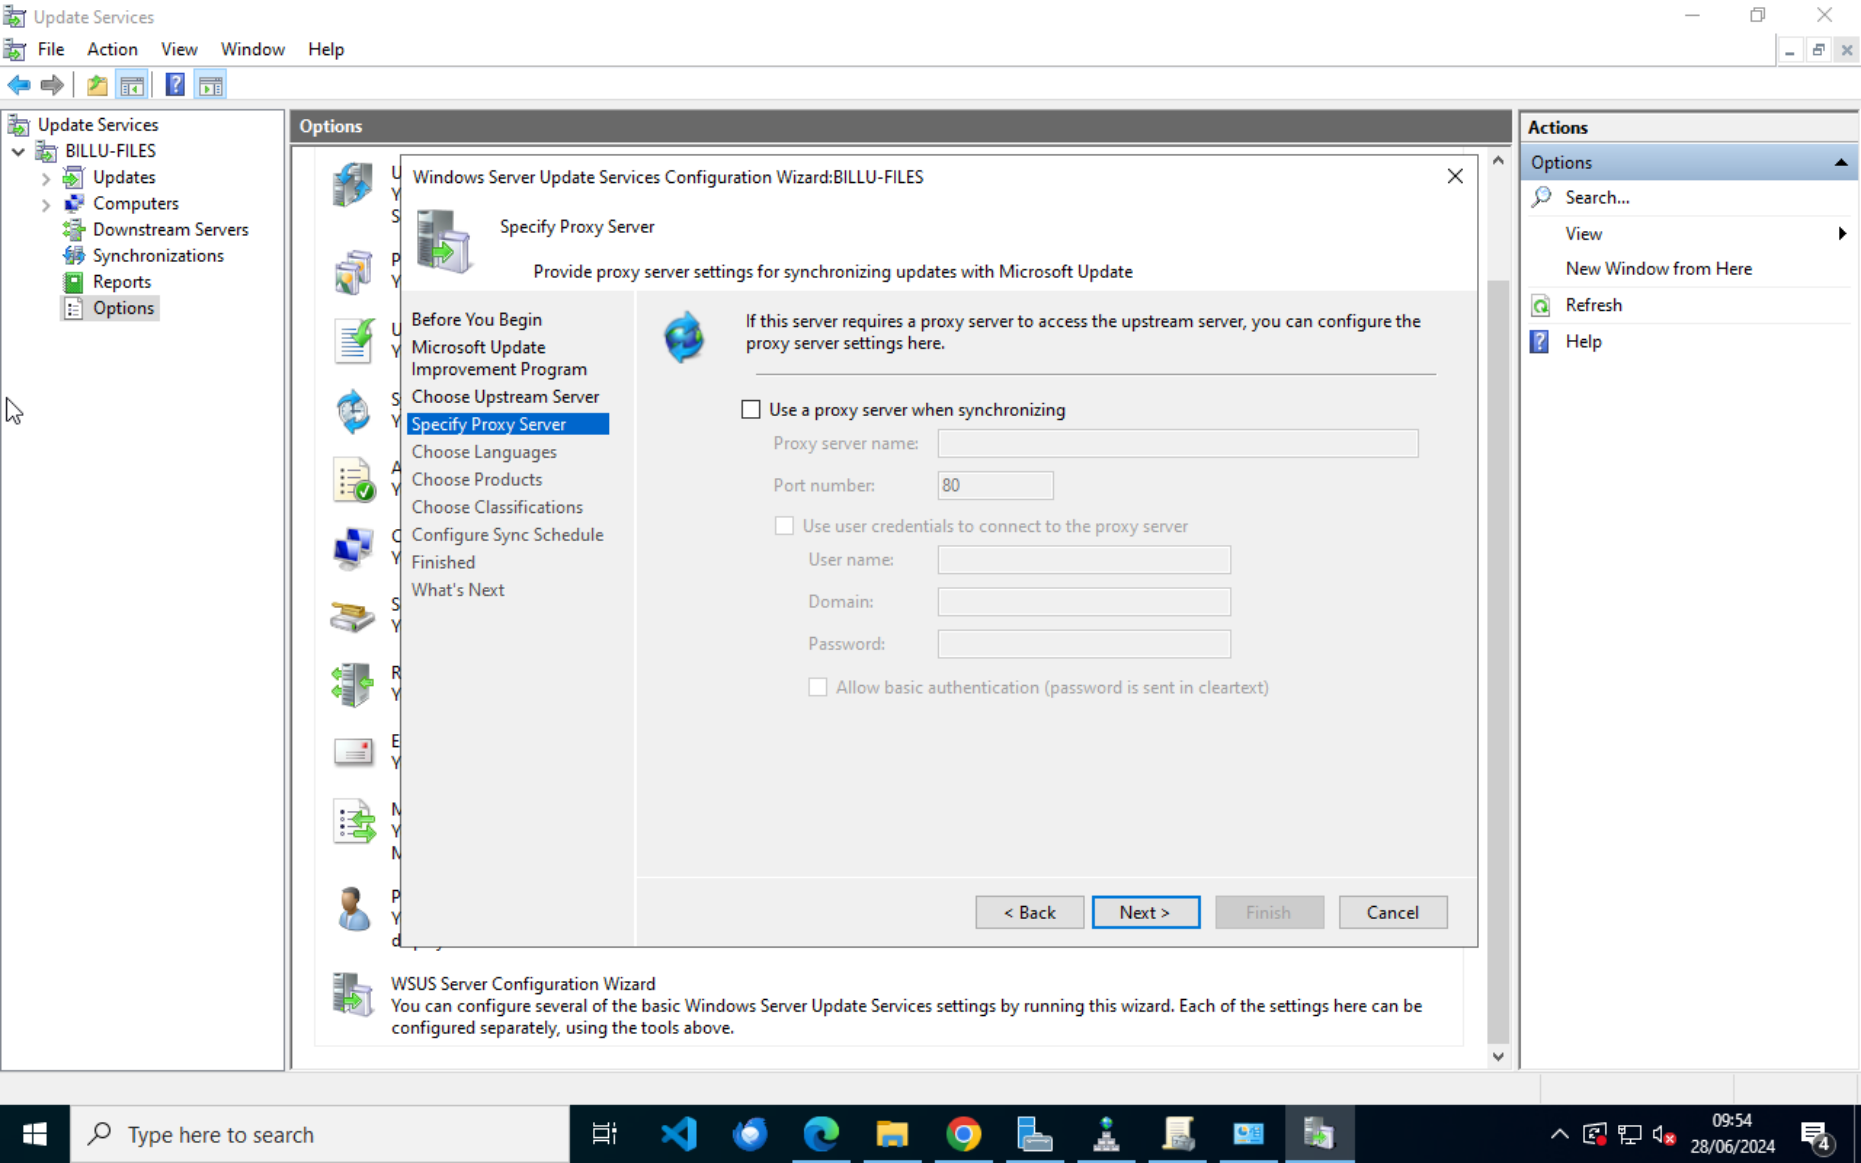 Update Services
File Action View Window Help
Update Services
BILLU-FILES
Updates
Computers
Downstream Servers
Synchronizations
Reports
Options
Options
Windows Server Update Services Configuration Wizard:BILLU-FILES
Specify Proxy Server
Provide proxy server settings for synchronizing updates with Microsoft Update
Before You Begin
Microsoft Update
Improvement Program
Choose Upstream Server
Specify Proxy Server
Choose Languages
Choose Products
Choose Classifications
Configure Sync Schedule
Finished
What's Next
If this server requires a proxy server to access the upstream server, you can configure the
proxy server settings here.
Use a proxy server when synchronizing
Proxy server name:
Port number: 80
Use user credentials to connect to the proxy server
User name:
Domain:
Password:
Allow basic authentication (password is sent in cleartext)
< Back Next > Finish Cancel
WSUS Server Configuration Wizard
You can configure several of the basic Windows Server Update Services settings by running this wizard. Each of the settings here can be
configured separately, using the tools above.
Actions
Options
Search...
View
New Window from Here
Refresh
Help
Type here to search
09:54
28/06/2024
4